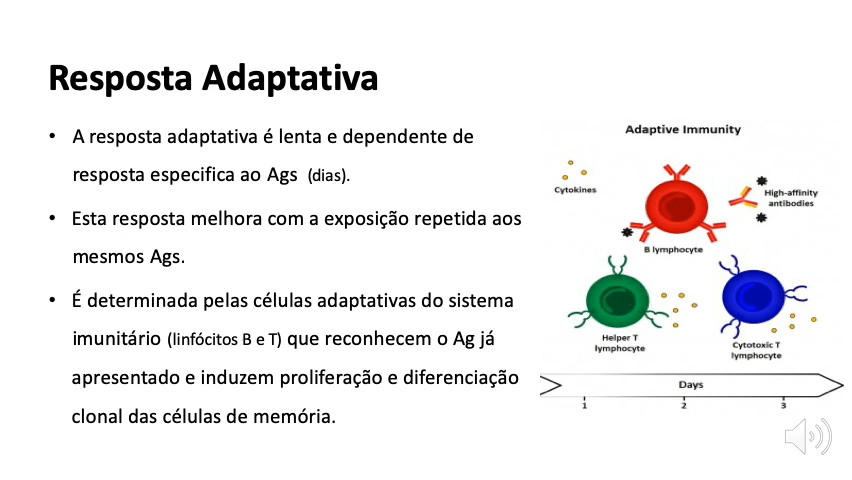 Resposta Adaptativa
• A resposta adaptativa é lenta e dependente de
resposta especifica ao Ags (dias).
• Esta resposta melhora com a exposição repetida aos
mesmos Ags.
• É determinada pelas células adaptativas do sistema
imunitário (linfócitos B e T) que reconhecem o Ag já
apresentado e induzem proliferação e diferenciação
clonal das células de memória.
Adaptive Immunity
Cytokines
High-affinity
antibodies
B lymphocyte
Helper T
lymphocyte
Cytotoxic T
lymphocyte
Days
1 2 3